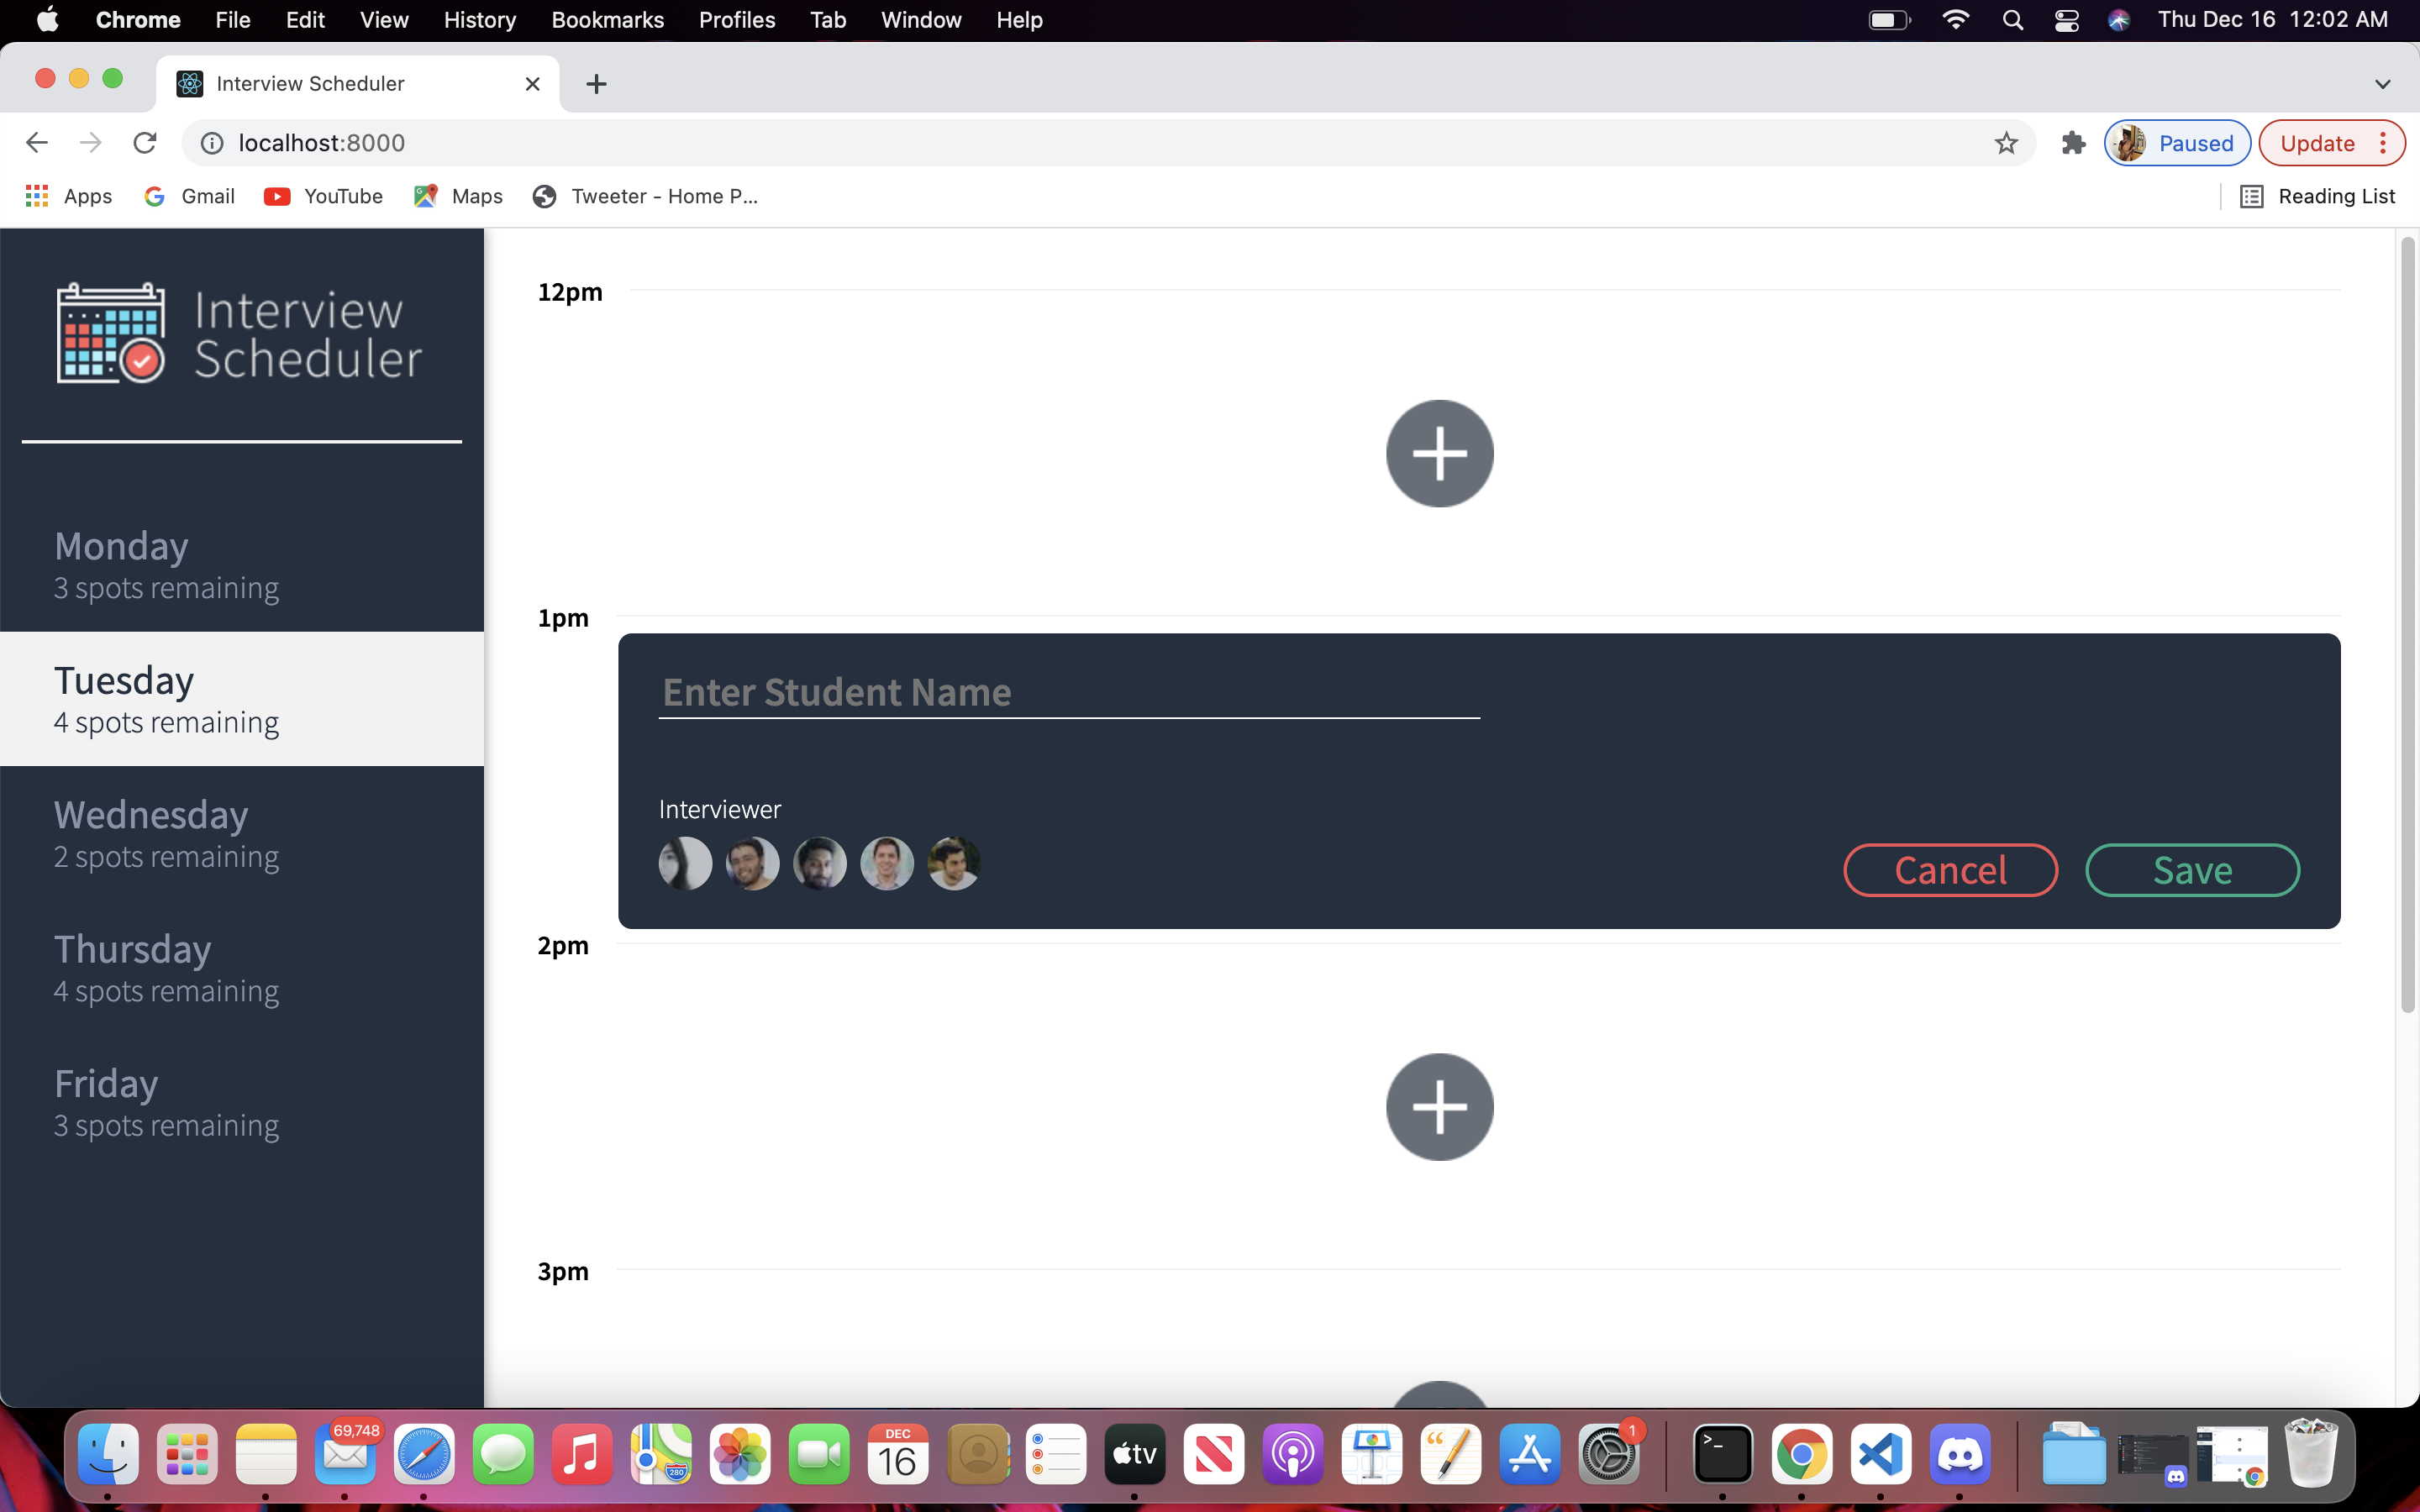 Chrome File Edit View History Bookmarks Profiles Tab Window Help Thu Dec 16 12:02 AM
Interview Scheduler
localhost:8000 Paused Update
Apps Gmail YouTube Maps Tweeter - Home P... Reading List
Interview
Scheduler
Monday
3 spots remaining
Tuesday
4 spots remaining
Wednesday
2 spots remaining
Thursday
4 spots remaining
Friday
3 spots remaining
12pm
1pm
Enter Student Name
Interviewer
Cancel Save
2pm
3pm
69,748
280
DEC
16
tv
1
>_